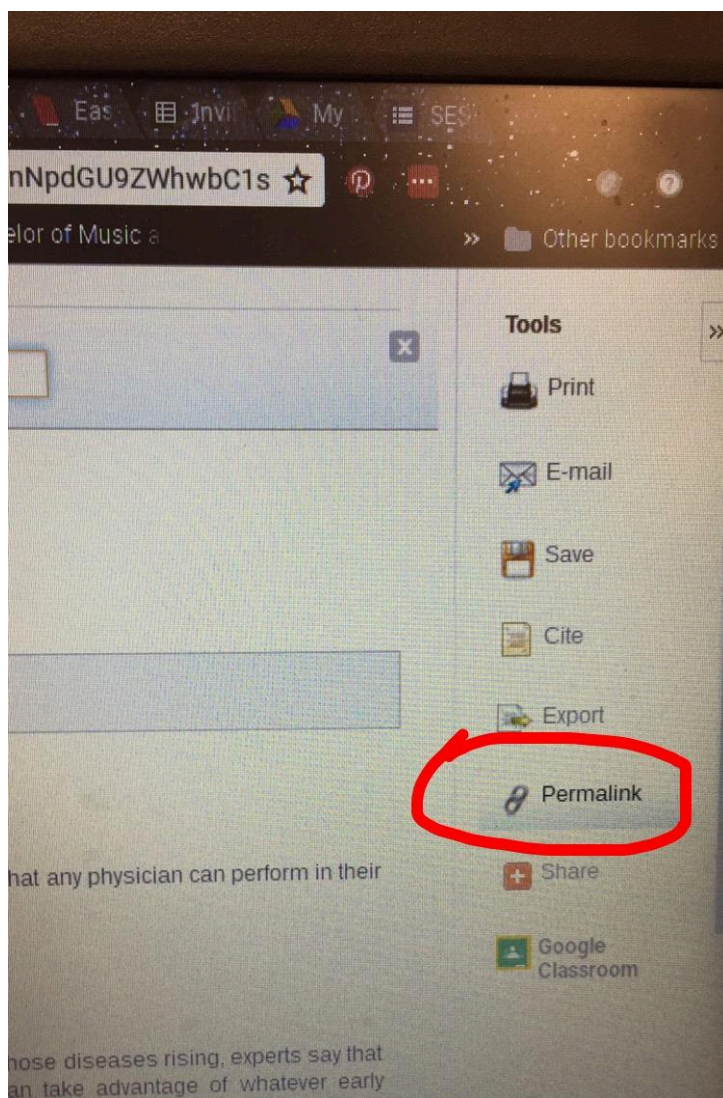 Eas
Invi
My
SES
nNpdGU9ZWhwbC1s
elor of Music a
» Other bookmarks
Tools
»
Print
E-mail
Save
Cite
Export
Permalink
hat any physician can perform in their
Share
Google
Classroom
hose diseases rising, experts say that
an take advantage of whatever early